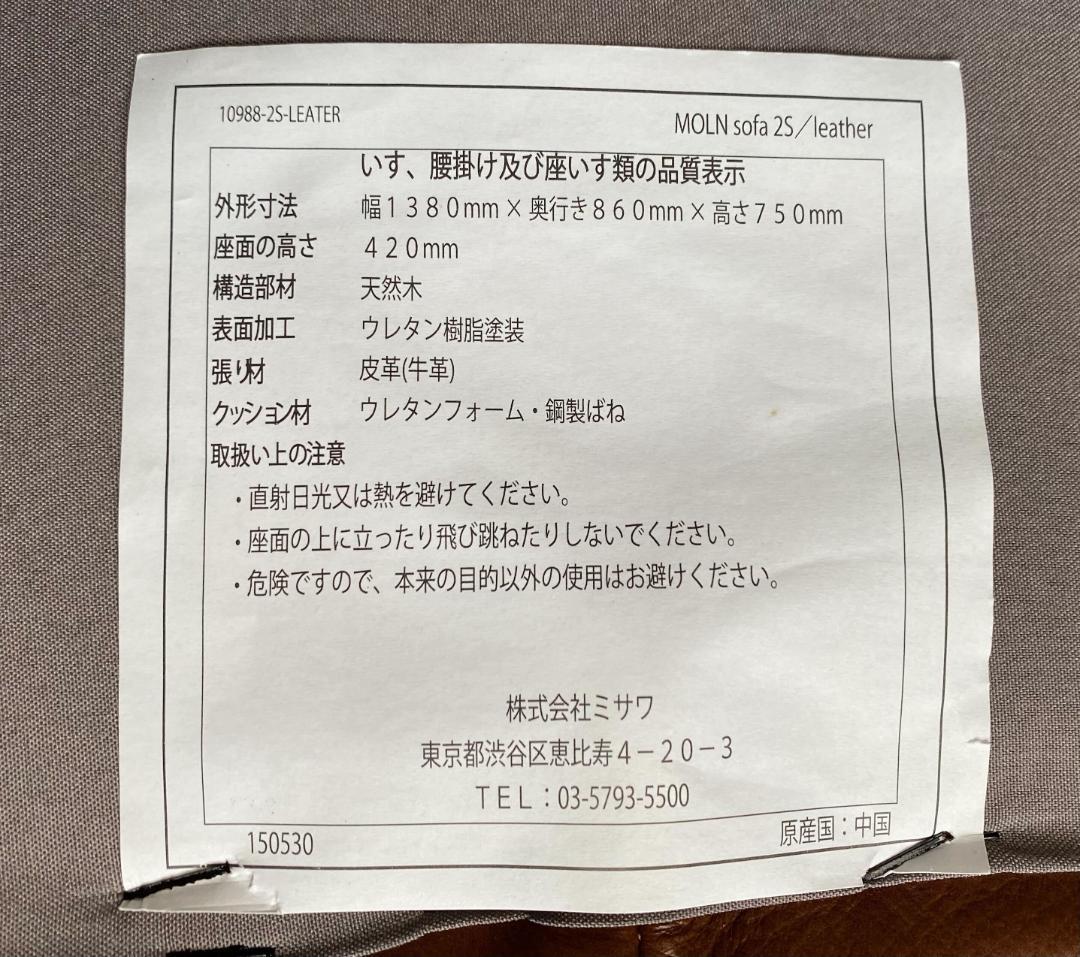 10988-2S-LEATER
MOLN sofa 2S／leather
いす、腰掛け及び座いす類の品質表示
外形寸法 幅１３８０mm×奥行き８６０mm×高さ７５０mm
座面の高さ ４２０mm
構造部材 天然木
表面加工 ウレタン樹脂塗装
張り材 皮革(牛革)
クッション材 ウレタンフォーム・鋼製ばね
取扱い上の注意
・直射日光又は熱を避けてください。
・座面の上に立ったり飛び跳ねたりしないでください。
・危険ですので、本来の目的以外の使用はお避けください。
株式会社ミサワ
東京都渋谷区恵比寿４－２０－３
ＴＥＬ：03-5793-5500
150530
原産国：中国